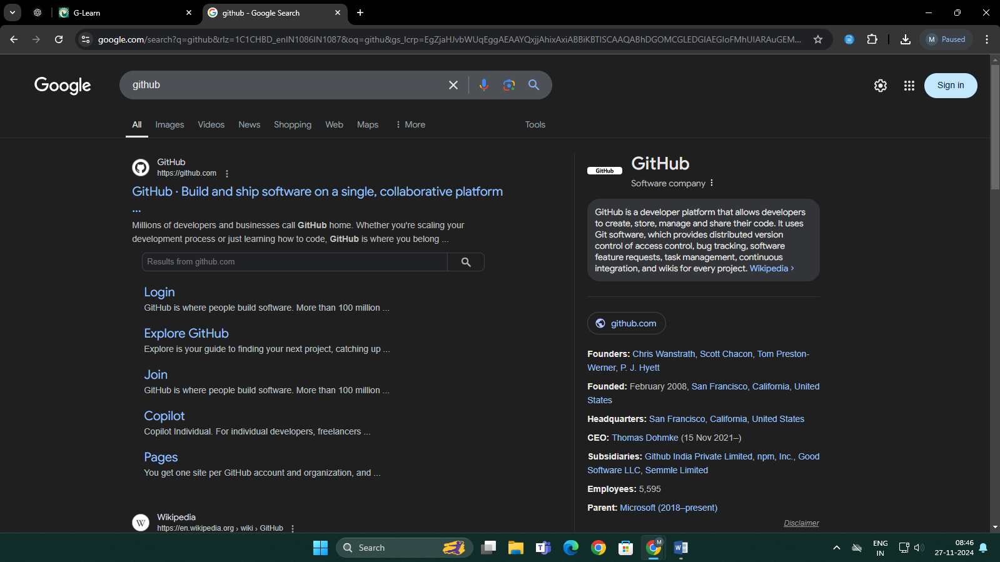 G-Learn
github - Google Search
google.com/search?q=github&rlz=1C1CHBD_enIN1086IN1087&oq=githu&gs_lcrp=EgZjaHJvbWUqEggAEAAYQxjjAhixAxiABBiKBTISCAAQABhDGOMCGLEDGIAEGIoFMhUIARAuGEM...
M Paused
Google
github
Sign in
All Images Videos News Shopping Web Maps More Tools
GitHub
https://github.com
GitHub · Build and ship software on a single, collaborative platform
...
Millions of developers and businesses call GitHub home. Whether you're scaling your
development process or just learning how to code, GitHub is where you belong ...
Results from github.com
Login
GitHub is where people build software. More than 100 million ...
Explore GitHub
Explore is your guide to finding your next project, catching up ...
Join
GitHub is where people build software. More than 100 million ...
Copilot
Copilot Individual. For individual developers, freelancers ...
Pages
You get one site per GitHub account and organization, and ...
W
Wikipedia
https://en.wikipedia.org › wiki › GitHub
GitHub
GitHub
Software company
GitHub is a developer platform that allows developers
to create, store, manage and share their code. It uses
Git software, which provides distributed version
control of access control, bug tracking, software
feature requests, task management, continuous
integration, and wikis for every project. Wikipedia ›
github.com
Founders: Chris Wanstrath, Scott Chacon, Tom Preston-
Werner, P. J. Hyett
Founded: February 2008, San Francisco, California, United
States
Headquarters: San Francisco, California, United States
CEO: Thomas Dohmke (15 Nov 2021–)
Subsidiaries: Github India Private Limited, npm, Inc., Good
Software LLC, Semmle Limited
Employees: 5,595
Parent: Microsoft (2018–present)
Disclaimer
Search
M
ENG
IN
08:46
27-11-2024